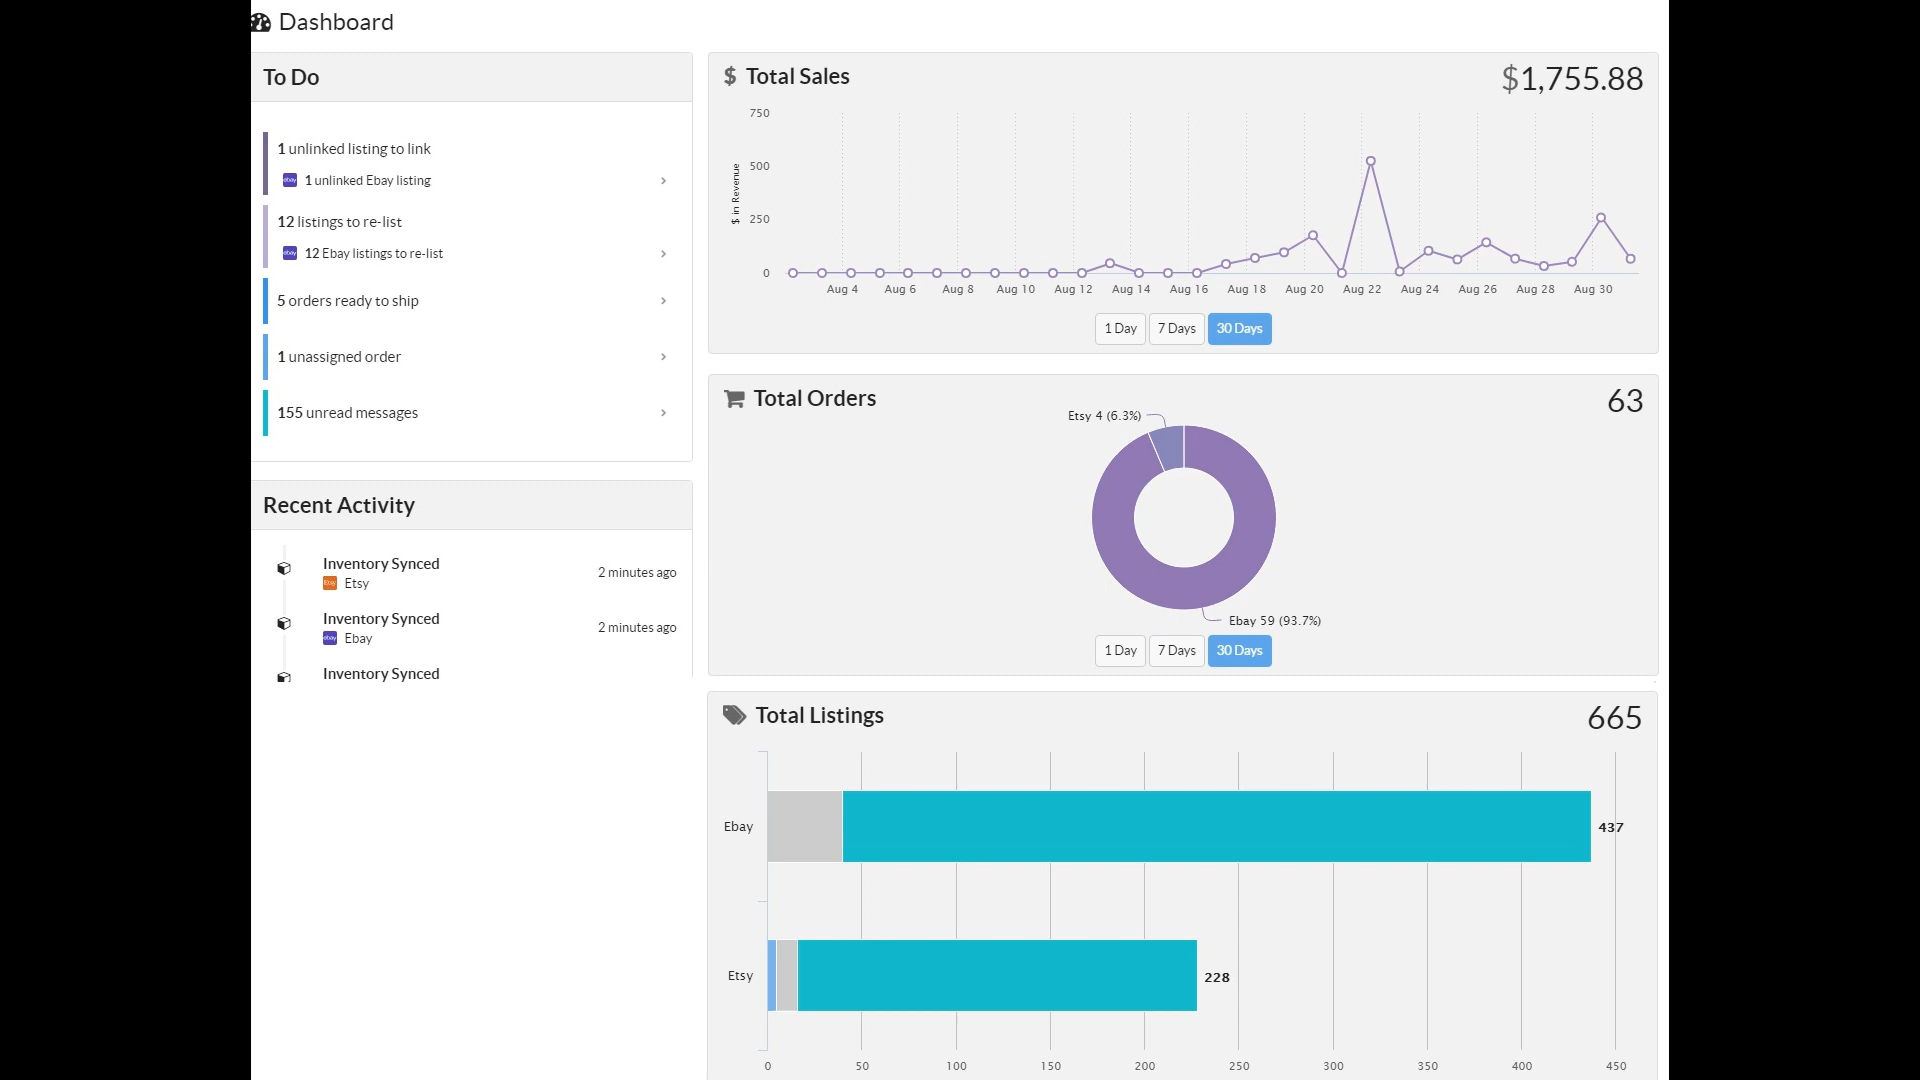 Dashboard
To Do
1 unlinked listing to link
ebay 1 unlinked Ebay listing
12 listings to re-list
ebay 12 Ebay listings to re-list
5 orders ready to ship
1 unassigned order
155 unread messages
Recent Activity
Inventory Synced
Etsy Etsy
2 minutes ago
Inventory Synced
ebay Ebay
2 minutes ago
Inventory Synced
$ Total Sales
$1,755.88
$ in Revenue
750
500
250
0
Aug 4 Aug 6 Aug 8 Aug 10 Aug 12 Aug 14 Aug 16 Aug 18 Aug 20 Aug 22 Aug 24 Aug 26 Aug 28 Aug 30
1 Day 7 Days 30 Days
Total Orders
63
Etsy 4 (6.3%)
Ebay 59 (93.7%)
1 Day 7 Days 30 Days
Total Listings
665
Ebay
437
Etsy
228
0 50 100 150 200 250 300 350 400 450